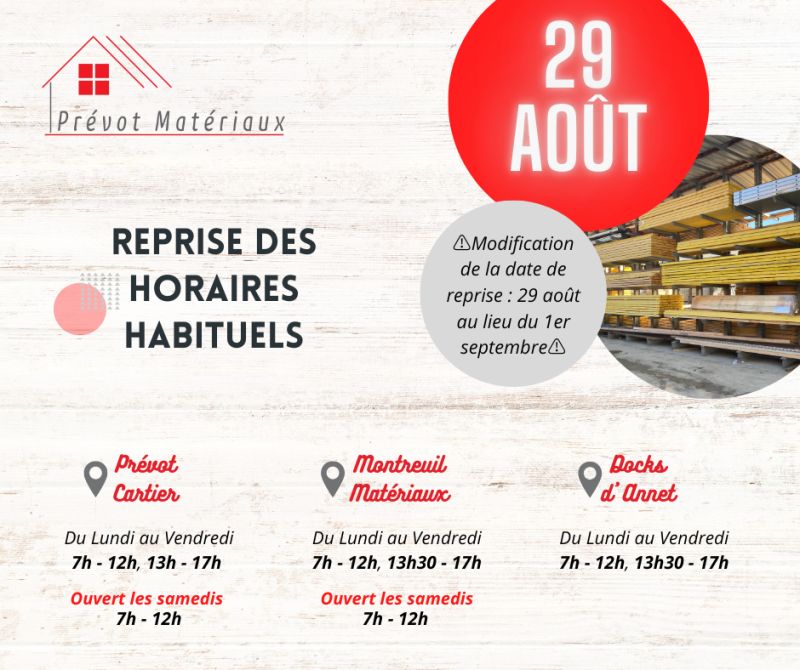 Prévot Matériaux
29
AOÛT
REPRISE DES
HORAIRES
HABITUELS
⚠Modification
de la date de
reprise : 29 août
au lieu du 1er
septembre⚠
Prévot
Cartier
Du Lundi au Vendredi
7h - 12h, 13h - 17h
Ouvert les samedis
7h - 12h
Montreuil
Matériaux
Du Lundi au Vendredi
7h - 12h, 13h30 - 17h
Ouvert les samedis
7h - 12h
Docks
d'Annet
Du Lundi au Vendredi
7h - 12h, 13h30 - 17h